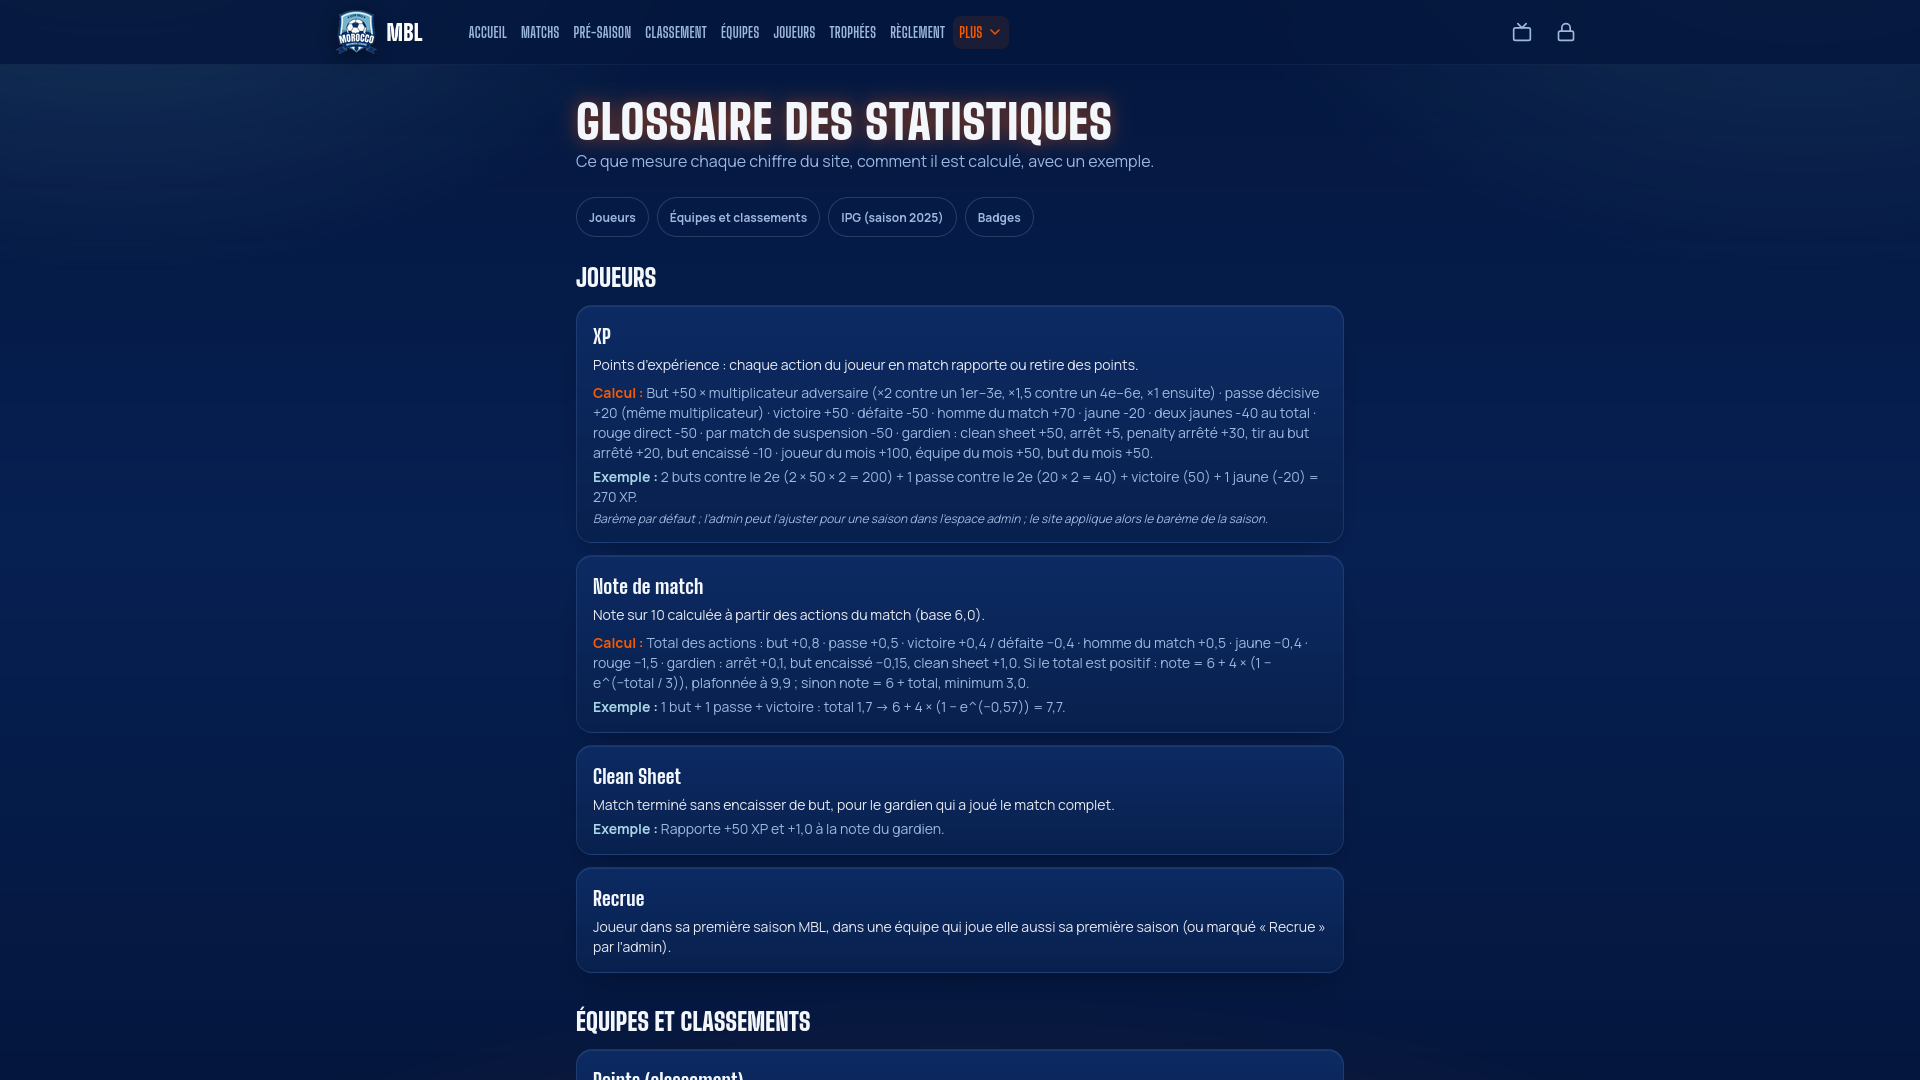 MOROCCO
MBL
ACCUEIL
MATCHS
PRÉ-SAISON
CLASSEMENT
ÉQUIPES
JOUEURS
TROPHÉES
RÈGLEMENT
PLUS
GLOSSAIRE DES STATISTIQUES
Ce que mesure chaque chiffre du site, comment il est calculé, avec un exemple.
Joueurs
Équipes et classements
IPG (saison 2025)
Badges
JOUEURS
XP
Points d'expérience : chaque action du joueur en match rapporte ou retire des points.
Calcul : But +50 × multiplicateur adversaire (×2 contre un 1er–3e, ×1,5 contre un 4e–6e, ×1 ensuite) · passe décisive
+20 (même multiplicateur) · victoire +50 · défaite -50 · homme du match +70 · jaune -20 · deux jaunes -40 au total ·
rouge direct -50 · par match de suspension -50 · gardien : clean sheet +50, arrêt +5, penalty arrêté +30, tir au but
arrêté +20, but encaissé -10 · joueur du mois +100, équipe du mois +50, but du mois +50.
Exemple : 2 buts contre le 2e (2 × 50 × 2 = 200) + 1 passe contre le 2e (20 × 2 = 40) + victoire (50) + 1 jaune (-20) =
270 XP.
Barème par défaut ; l'admin peut l'ajuster pour une saison dans l'espace admin ; le site applique alors le barème de la saison.
Note de match
Note sur 10 calculée à partir des actions du match (base 6,0).
Calcul : Total des actions : but +0,8 · passe +0,5 · victoire +0,4 / défaite −0,4 · homme du match +0,5 · jaune −0,4 ·
rouge −1,5 · gardien : arrêt +0,1, but encaissé −0,15, clean sheet +1,0. Si le total est positif : note = 6 + 4 × (1 −
e^(−total / 3)), plafonnée à 9,9 ; sinon note = 6 + total, minimum 3,0.
Exemple : 1 but + 1 passe + victoire : total 1,7 → 6 + 4 × (1 − e^(−0,57)) = 7,7.
Clean Sheet
Match terminé sans encaisser de but, pour le gardien qui a joué le match complet.
Exemple : Rapporte +50 XP et +1,0 à la note du gardien.
Recrue
Joueur dans sa première saison MBL, dans une équipe qui joue elle aussi sa première saison (ou marqué « Recrue »
par l'admin).
ÉQUIPES ET CLASSEMENTS
Points (classement)